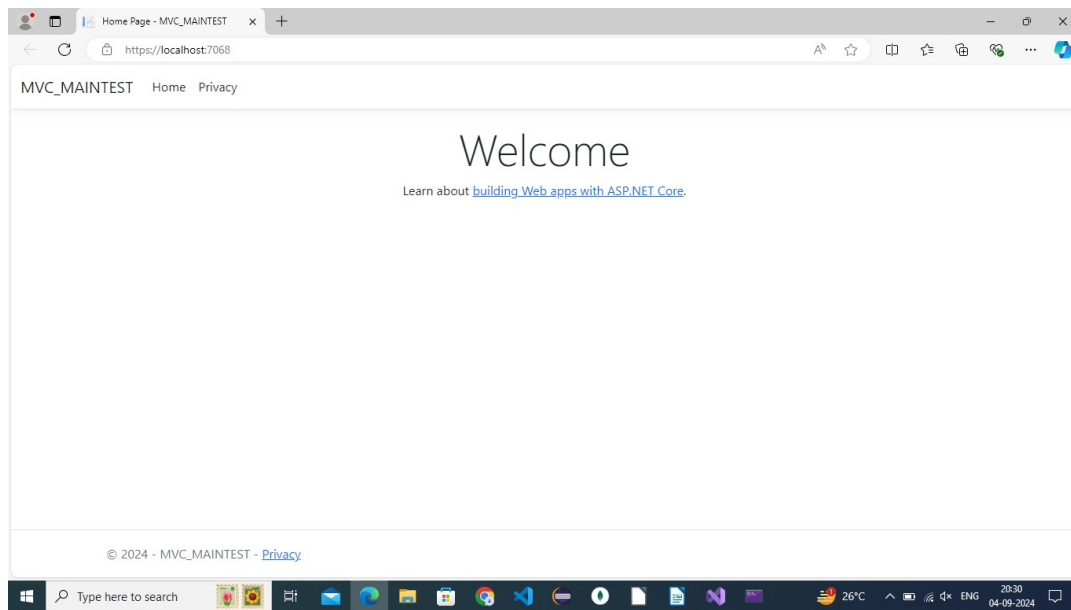 Home Page - MVC_MAINTEST
https://localhost:7068
MVC_MAINTEST Home Privacy
Welcome
Learn about building Web apps with ASP.NET Core.
© 2024 - MVC_MAINTEST - Privacy
Type here to search
26°C
ENG
20:30
04-09-2024